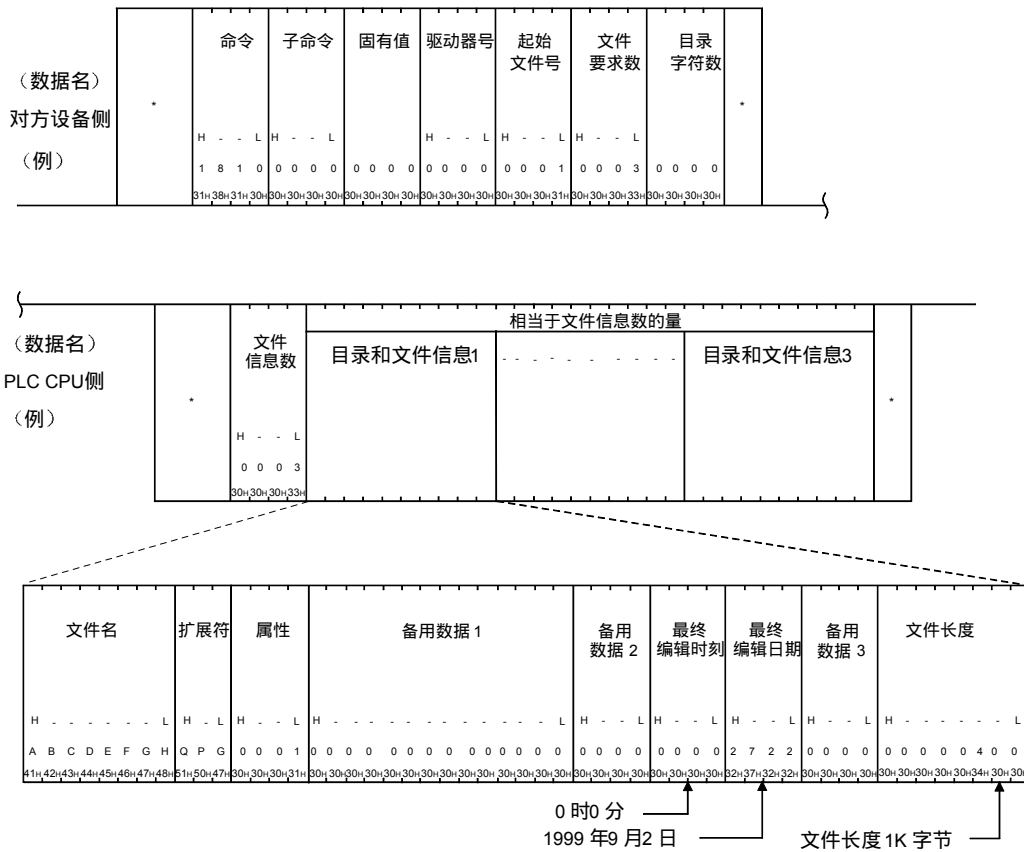 命令 子命令 固有值 驱动器号 起始 文件 目录
文件号 要求数 字符数
（数据名）
* *
对方设备侧
H - - L H - - L H - - L H - - L H - - L
（例）
1 8 1 0 0 0 0 0 0 0 0 0 0 0 0 0 0 0 0 1 0 0 0 3 0 0 0 0
31H 38H 31H 30H 30H 30H 30H 30H 30H 30H 30H 30H 30H 30H 30H 30H 30H 30H 30H 31H 30H 30H 30H 33H 30H 30H 30H 30H
相当于文件信息数的量
（数据名）
文件
信息数
目录和文件信息1 - - - - - - - - - - 目录和文件信息3
PLC CPU侧
* *
（例）
H - - L
0 0 0 3
30H 30H 30H 33H
文件名 扩展符 属性 备用数据 1 备用 最终 最终 备用 文件长度
数据 2 编辑时刻 编辑日期 数据 3
H - - - - - - L H - L H - - L H - - - - - - - - - - - - - - L H - - L H - - L H - - L H - - L H - - - - - - L
A B C D E F G H Q P G 0 0 0 1 0 0 0 0 0 0 0 0 0 0 0 0 0 0 0 0 0 0 0 0 0 0 0 2 7 2 2 0 0 0 0 0 0 0 0 0 4 0 0
41H 42H 43H 44H 45H 46H 47H 48H 51H 50H 47H 30H 30H 30H 31H 30H 30H 30H 30H 30H 30H 30H 30H 30H 30H 30H 30H 30H 30H 30H 30H 30H 30H 30H 30H 30H 30H 32H 37H 32H 32H 30H 30H 30H 30H 30H 30H 30H 30H 30H 34H 30H 30
0 时0 分
1999 年9 月2 日
文件长度 1K 字节